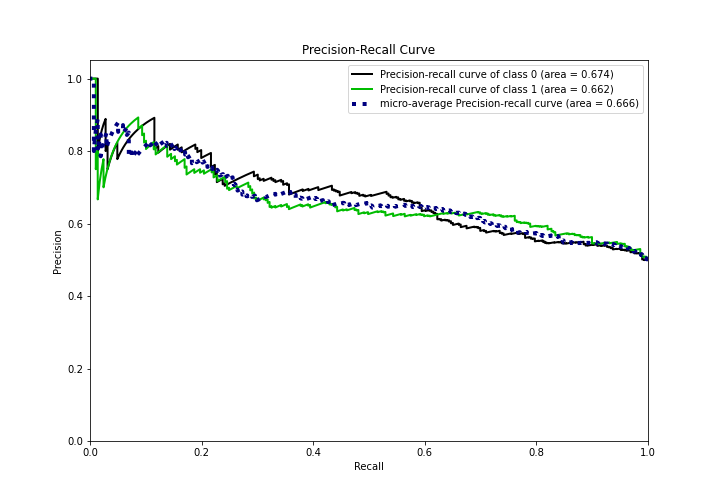 Precision-Recall Curve
Precision-recall curve of class 0 (area = 0.674)
Precision-recall curve of class 1 (area = 0.662)
micro-average Precision-recall curve (area = 0.666)
1.0
0.8
0.6
0.4
0.2
0.0
Precision
0.0 0.2 0.4 0.6 0.8 1.0
Recall